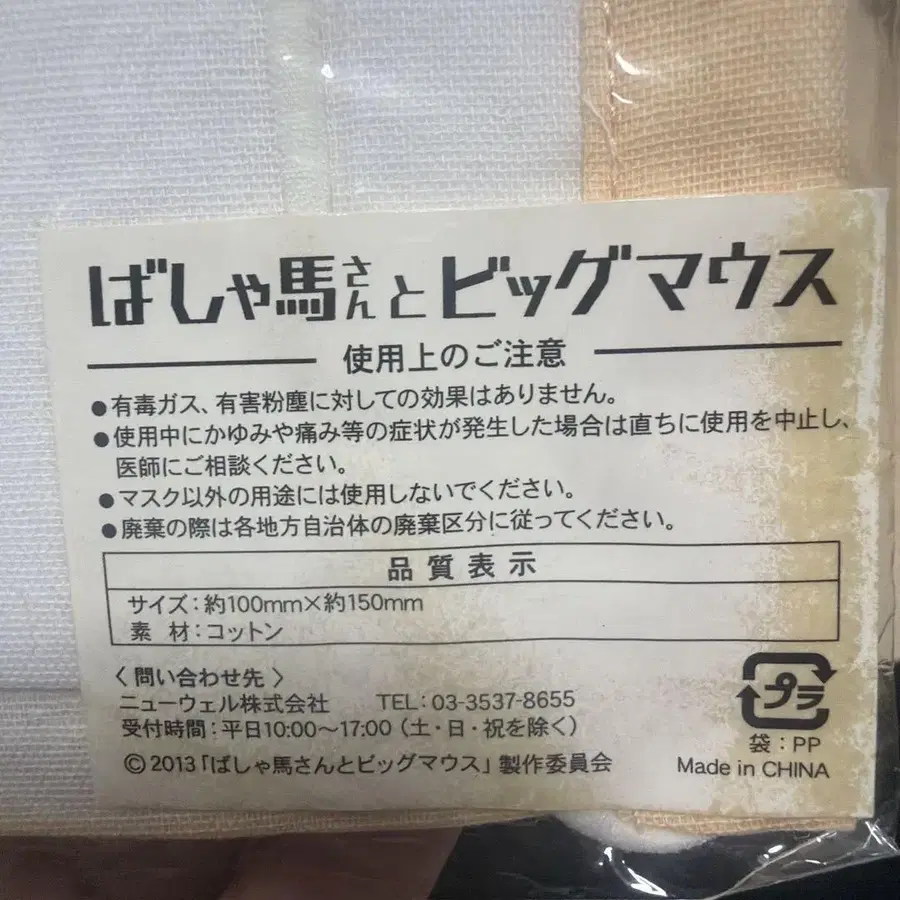 ばしゃ馬さんとビッグマウス
使用上のご注意
●有毒ガス、有害粉塵に対しての効果はありません。
●使用中にかゆみや痛み等の症状が発生した場合は直ちに使用を中止し、
医師にご相談ください。
●マスク以外の用途には使用しないでください。
●廃棄の際は各地方自治体の廃棄区分に従ってください。
品質表示
サイズ：約100mm×約150mm
素 材：コットン
〈 問い合わせ先 〉
ニューウェル株式会社 TEL：03-3537-8655
受付時間：平日10:00～17:00（土・日・祝を除く）
©2013「ばしゃ馬さんとビッグマウス」製作委員会
プラ
袋：PP
Made in CHINA